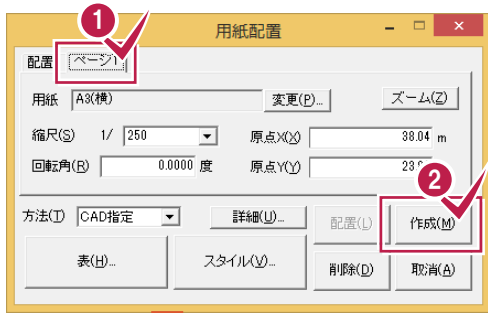 1
用紙配置
配置 ページ1
用紙 A3(横) 変更(P)... ズーム(Z)
縮尺(S) 1/ 250 原点X(X) 38.04 m
回転角(R) 0.0000 度 原点Y(Y)
2
方法(T) CAD指定 詳細(U)... 配置(L) 作成(M)
表(H)... スタイル(V)... 削除(D) 取消(A)